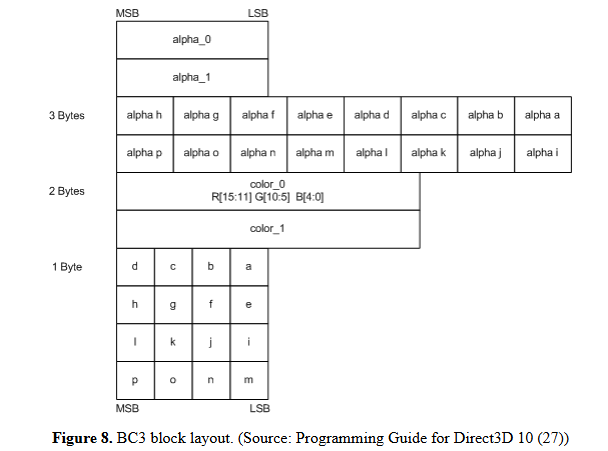 MSB LSB
alpha_0
alpha_1
3 Bytes alpha h alpha g alpha f alpha e alpha d alpha c alpha b alpha a
alpha p alpha o alpha n alpha m alpha l alpha k alpha j alpha i
2 Bytes color_0
R[15:11] G[10:5] B[4:0]
color_1
1 Byte d c b a
h g f e
l k j i
p o n m
MSB LSB
Figure 8. BC3 block layout. (Source: Programming Guide for Direct3D 10 (27))